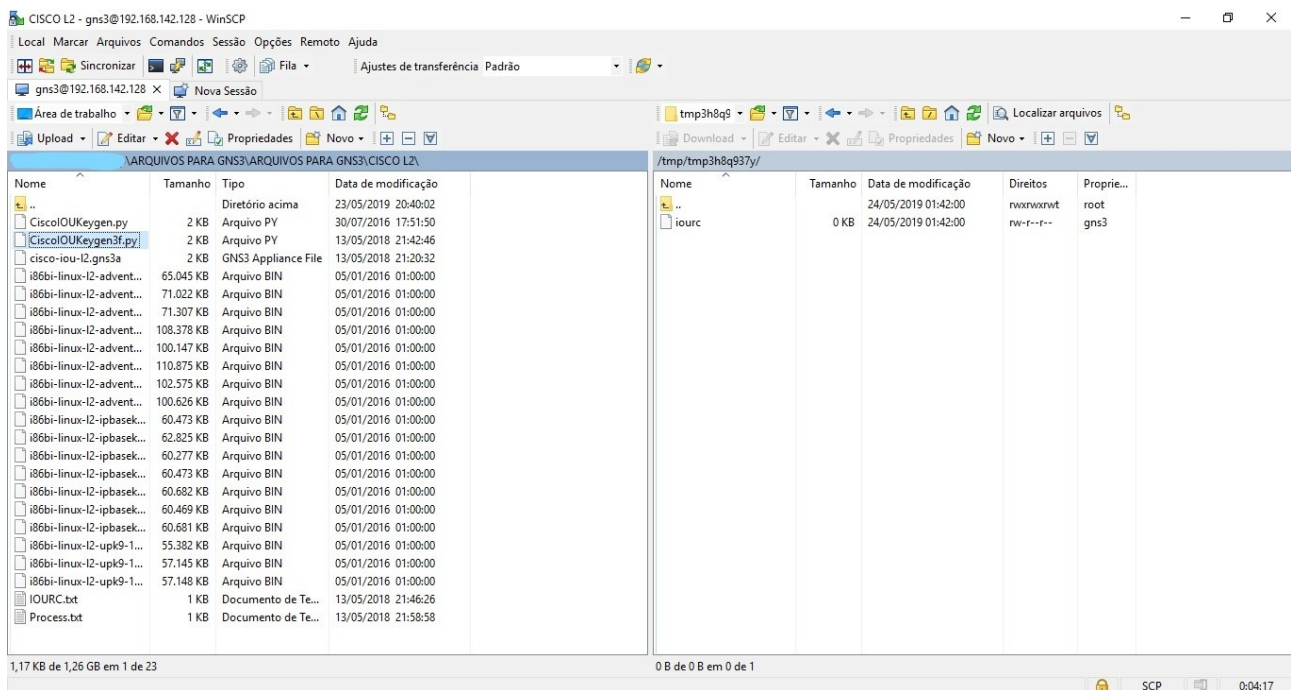 CISCO L2 - gns3@192.168.142.128 - WinSCP
Local Marcar Arquivos Comandos Sessão Opções Remoto Ajuda
Sincronizar Fila Ajustes de transferência Padrão
gns3@192.168.142.128 Nova Sessão
Área de trabalho
tmp3h8q9 Localizar arquivos
Upload Editar Propriedades Novo
Download Editar Propriedades Novo
\ARQUIVOS PARA GNS3\ARQUIVOS PARA GNS3\CISCO L2\
/tmp/tmp3h8q937y/
Nome Tamanho Tipo Data de modificação
.. Diretório acima 23/05/2019 20:40:02
CiscoIOUKeygen.py 2 KB Arquivo PY 30/07/2016 17:51:50
CiscoIOUKeygen3f.py 2 KB Arquivo PY 13/05/2018 21:42:46
cisco-iou-l2.gns3a 2 KB GNS3 Appliance File 13/05/2018 21:20:32
i86bi-linux-l2-advent... 65.045 KB Arquivo BIN 05/01/2016 01:00:00
i86bi-linux-l2-advent... 71.022 KB Arquivo BIN 05/01/2016 01:00:00
i86bi-linux-l2-advent... 71.307 KB Arquivo BIN 05/01/2016 01:00:00
i86bi-linux-l2-advent... 108.378 KB Arquivo BIN 05/01/2016 01:00:00
i86bi-linux-l2-advent... 100.147 KB Arquivo BIN 05/01/2016 01:00:00
i86bi-linux-l2-advent... 110.875 KB Arquivo BIN 05/01/2016 01:00:00
i86bi-linux-l2-advent... 102.575 KB Arquivo BIN 05/01/2016 01:00:00
i86bi-linux-l2-advent... 100.626 KB Arquivo BIN 05/01/2016 01:00:00
i86bi-linux-l2-ipbasek... 60.473 KB Arquivo BIN 05/01/2016 01:00:00
i86bi-linux-l2-ipbasek... 62.825 KB Arquivo BIN 05/01/2016 01:00:00
i86bi-linux-l2-ipbasek... 60.277 KB Arquivo BIN 05/01/2016 01:00:00
i86bi-linux-l2-ipbasek... 60.473 KB Arquivo BIN 05/01/2016 01:00:00
i86bi-linux-l2-ipbasek... 60.682 KB Arquivo BIN 05/01/2016 01:00:00
i86bi-linux-l2-ipbasek... 60.469 KB Arquivo BIN 05/01/2016 01:00:00
i86bi-linux-l2-ipbasek... 60.681 KB Arquivo BIN 05/01/2016 01:00:00
i86bi-linux-l2-upk9-1... 55.382 KB Arquivo BIN 05/01/2016 01:00:00
i86bi-linux-l2-upk9-1... 57.145 KB Arquivo BIN 05/01/2016 01:00:00
i86bi-linux-l2-upk9-1... 57.148 KB Arquivo BIN 05/01/2016 01:00:00
IOURC.txt 1 KB Documento de Te... 13/05/2018 21:46:26
Process.txt 1 KB Documento de Te... 13/05/2018 21:58:58
Nome Tamanho Data de modificação Direitos Proprie...
.. 24/05/2019 01:42:00 rwxrwxrwt root
iourc 0 KB 24/05/2019 01:42:00 rw-r--r-- gns3
1,17 KB de 1,26 GB em 1 de 23
0 B de 0 B em 0 de 1
SCP 0:04:17